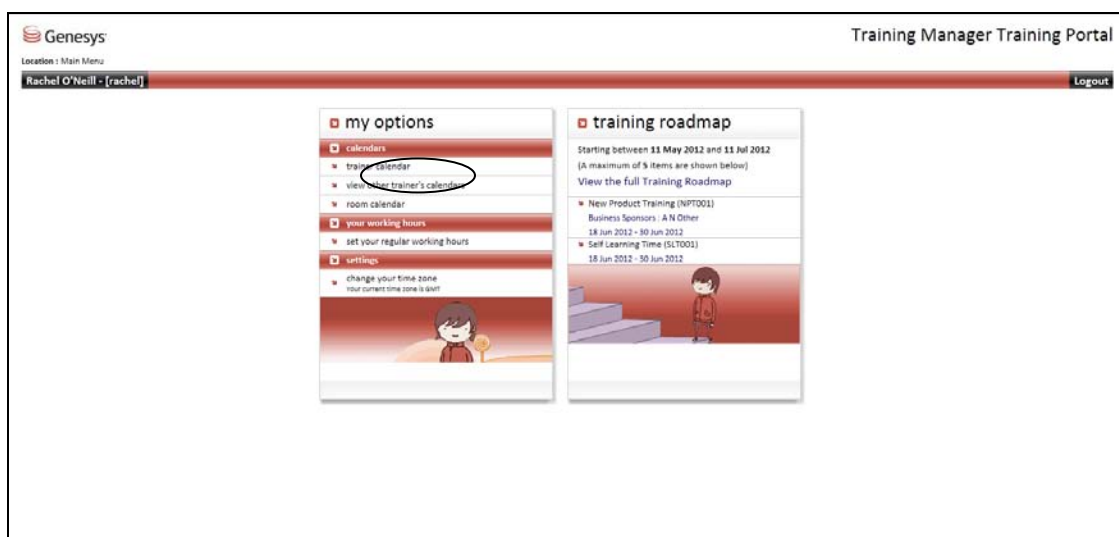 Genesys
Training Manager Training Portal
Location : Main Menu
Rachel O'Neill - [rachel]
Logout
my options
calendars
trainer calendar
view other trainer's calendars
room calendar
your working hours
set your regular working hours
settings
change your time zone
Your current time zone is GMT
training roadmap
Starting between 11 May 2012 and 11 Jul 2012
(A maximum of 5 items are shown below)
View the full Training Roadmap
New Product Training (NPT001)
Business Sponsors : A N Other
18 Jun 2012 - 30 Jun 2012
Self Learning Time (SLT001)
18 Jun 2012 - 30 Jun 2012